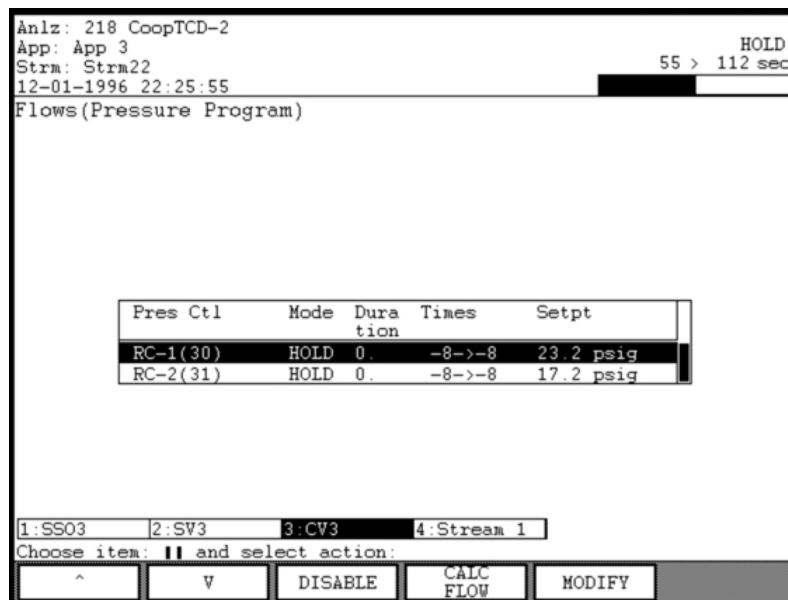 Anlz: 218 CoopTCD-2
App: App 3
HOLD
Strm: Strm22
55 > 112 sec
12-01-1996 22:25:55
Flows(Pressure Program)
Pres Ctl Mode Dura tion Times Setpt
RC-1(30) HOLD 0. -8->-8 23.2 psig
RC-2(31) HOLD 0. -8->-8 17.2 psig
1:SSO3 2:SV3 3:CV3 4:Stream 1
Choose item: and select action:
^ V DISABLE CALC FLOW MODIFY